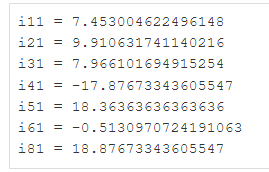 i11 = 7.453004622496148
i21 = 9.910631741140216
i31 = 7.966101694915254
i41 = -17.87673343605547
i51 = 18.36363636363636
i61 = -0.5130970724191063
i81 = 18.87673343605547